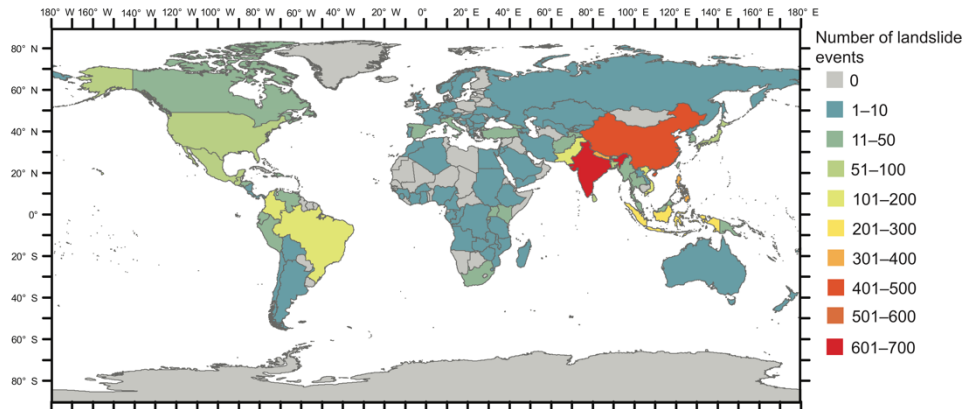 180° W 160° W 140° W 120° W 100° W 80° W 60° W 40° W 20° W 0° 20° E 40° E 60° E 80° E 100° E 120° E 140° E 160° E 180° E
80° N
60° N
40° N
20° N
0°
20° S
40° S
60° S
80° S
Number of landslide
events
0
1–10
11–50
51–100
101–200
201–300
301–400
401–500
501–600
601–700